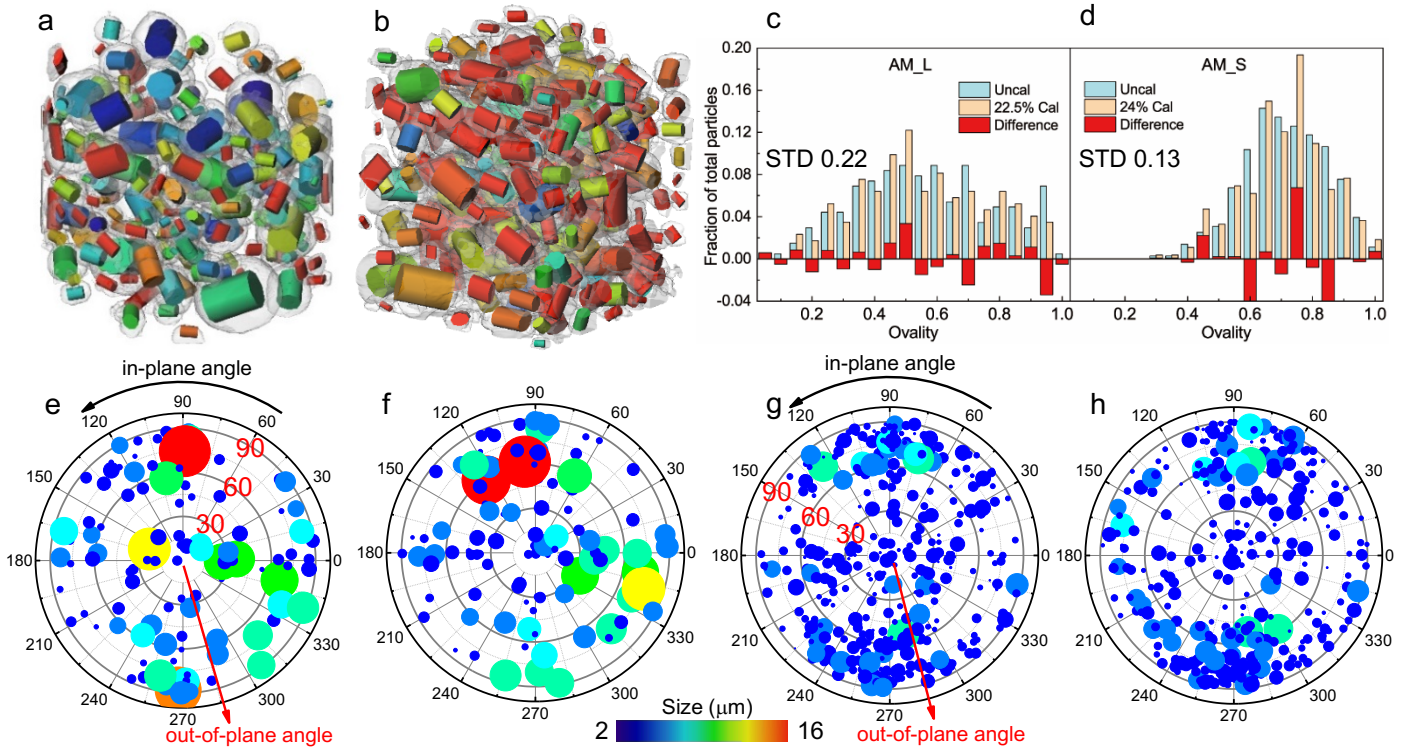 a
b
c
d
0.20
0.16
0.12
0.08
0.04
0.00
-0.04
Fraction of total particles
AM_L
Uncal
22.5% Cal
Difference
STD 0.22
0.2 0.4 0.6 0.8 1.0
Ovality
AM_S
Uncal
24% Cal
Difference
STD 0.13
0.2 0.4 0.6 0.8 1.0
Ovality
in-plane angle
e
90
120 60
150 30
180 0
210 330
240 300
270
90
60
30
out-of-plane angle
f
90
120 60
150 30
180 0
210 330
240 300
270
in-plane angle
g
90
120 60
150 30
180 0
210 330
240 300
270
90
60
30
out-of-plane angle
h
90
120 60
150 30
180 0
210 330
240 300
270
Size (μm)
2 16